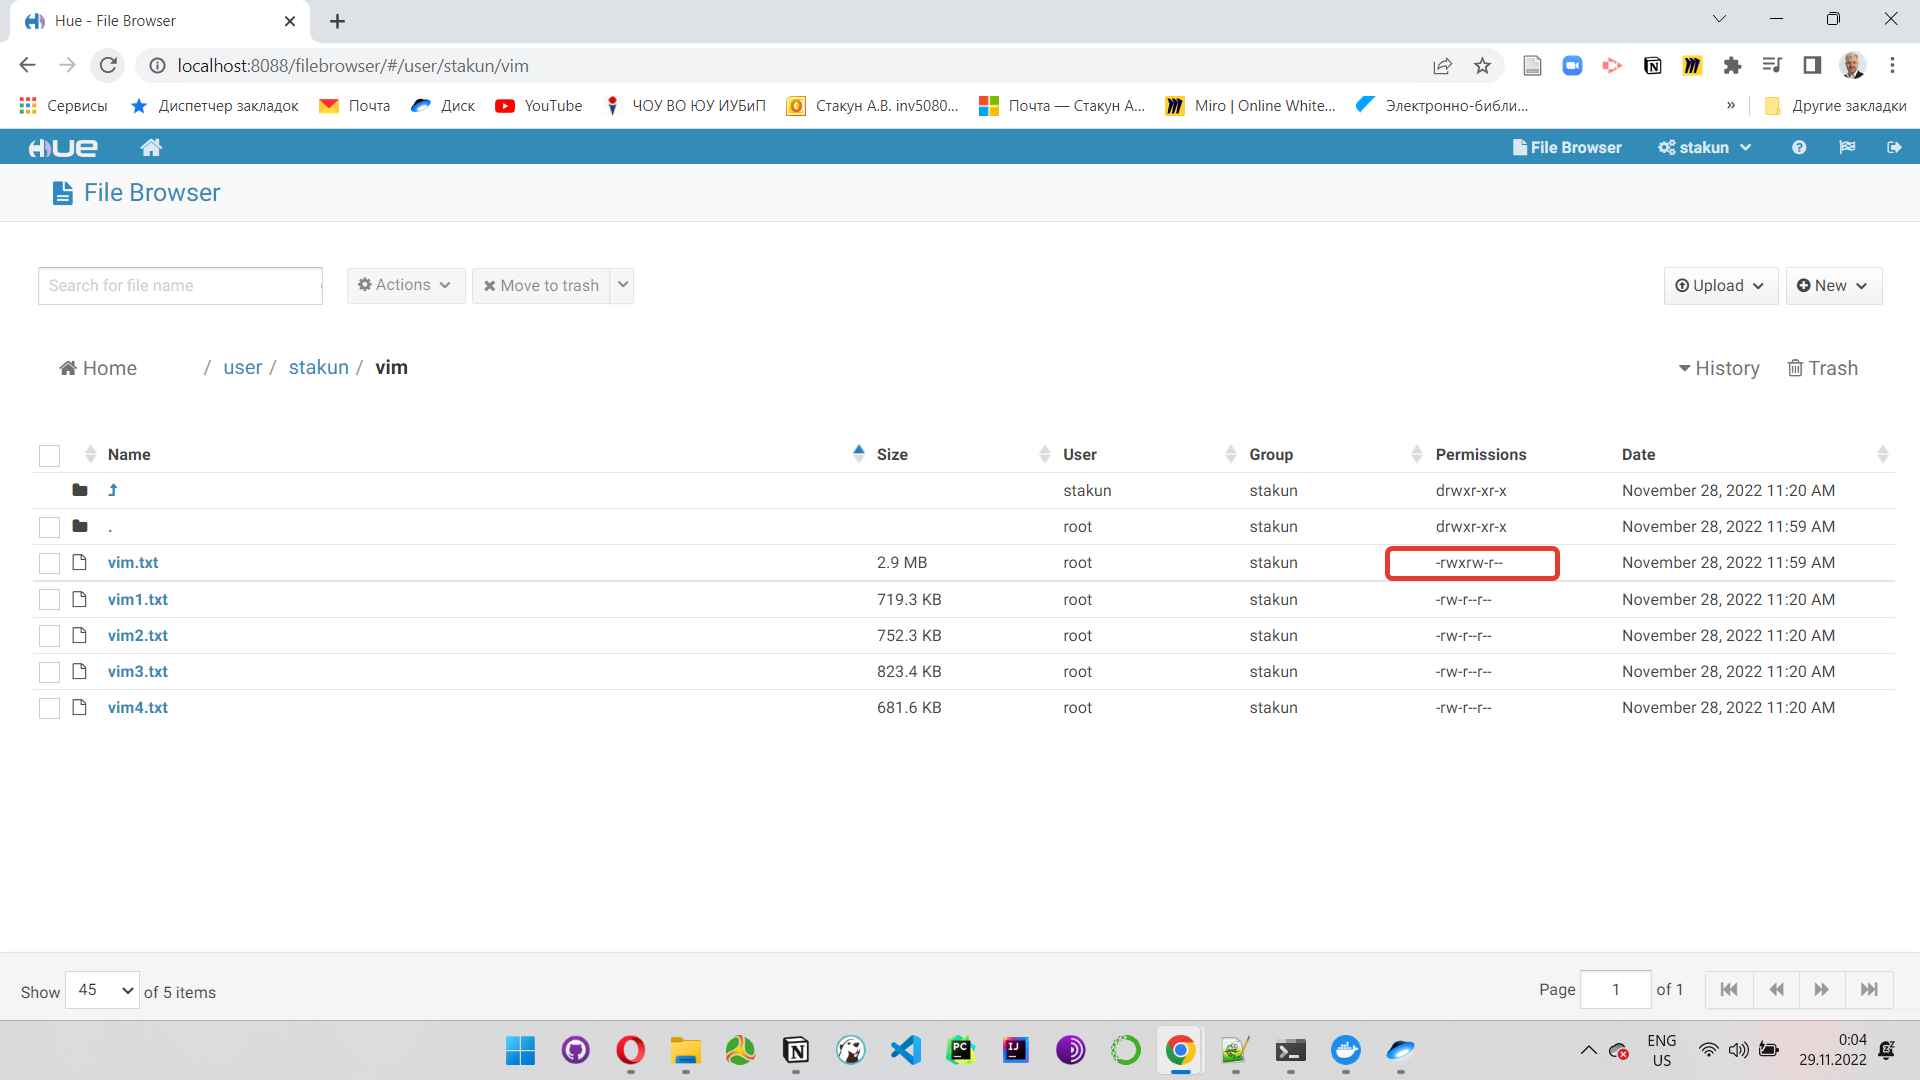 Hue - File Browser
localhost:8088/filebrowser/#/user/stakun/vim
Сервисы Диспетчер закладок Почта Диск YouTube ЧОУ ВО ЮУ ИУБиП Стакун А.В. inv5080... Почта — Стакун А... Miro | Online White... Электронно-библи... » Другие закладки
HUE File Browser stakun
File Browser
Search for file name Actions Move to trash Upload New
Home / user / stakun / vim History Trash
Name Size User Group Permissions Date
stakun stakun drwxr-xr-x November 28, 2022 11:20 AM
. root stakun drwxr-xr-x November 28, 2022 11:59 AM
vim.txt 2.9 MB root stakun -rwxrw-r-- November 28, 2022 11:59 AM
vim1.txt 719.3 KB root stakun -rw-r--r-- November 28, 2022 11:20 AM
vim2.txt 752.3 KB root stakun -rw-r--r-- November 28, 2022 11:20 AM
vim3.txt 823.4 KB root stakun -rw-r--r-- November 28, 2022 11:20 AM
vim4.txt 681.6 KB root stakun -rw-r--r-- November 28, 2022 11:20 AM
Show 45 of 5 items Page 1 of 1
PC IJ ENG 0:04
US 29.11.2022